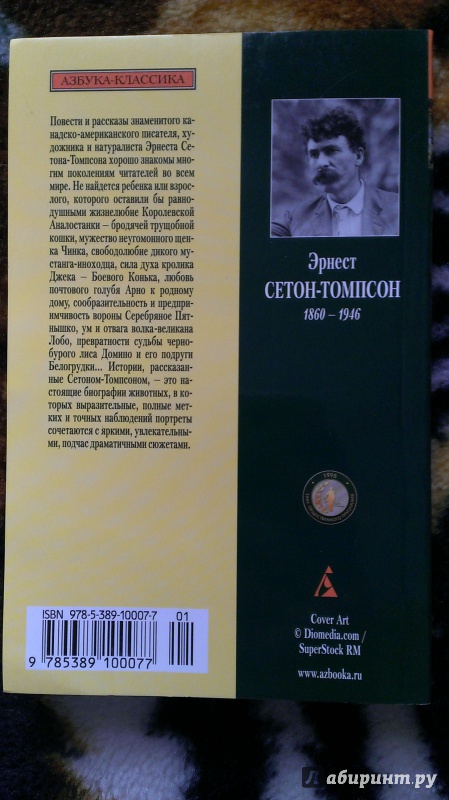 АЗБУКА-КЛАССИКА
Повести и рассказы знаменитого ка-
надско-американского писателя, ху-
дожника и натуралиста Эрнеста Се-
тона-Томпсона хорошо знакомы мно-
гим поколениям читателей во всем
мире. Не найдется ребенка или взрос-
лого, которого оставили бы равно-
душными жизнелюбие Королевской
Аналостанки – бродячей трущобной
кошки, мужество неугомонного щен-
ка Чинка, свободолюбие дикого му-
станга-иноходца, сила духа кролика
Джека – Боевого Конька, любовь
почтового голубя Арно к родному
дому, сообразительность и предпри-
имчивость вороны Серебряное Пят-
нышко, ум и отвага волка-великана
Лобо, превратности судьбы черно-
бурого лиса Домино и его подруги
Белогрудки... Истории, рассказан-
ные Сетоном-Томпсоном, – это на-
стоящие биографии животных, в ко-
торых выразительные, полные мет-
ких и точных наблюдений портреты
сочетаются с яркими, увлекательны-
ми, подчас драматичными сюжетами.
ISBN 978-5-389-10007-7
01
9 785389 100077
Эрнест
СЕТОН-ТОМПСОН
1860 – 1946
1998
Cover Art
© Diomedia.com /
SuperStock RM
www.azbooka.ru
абиринт.ру